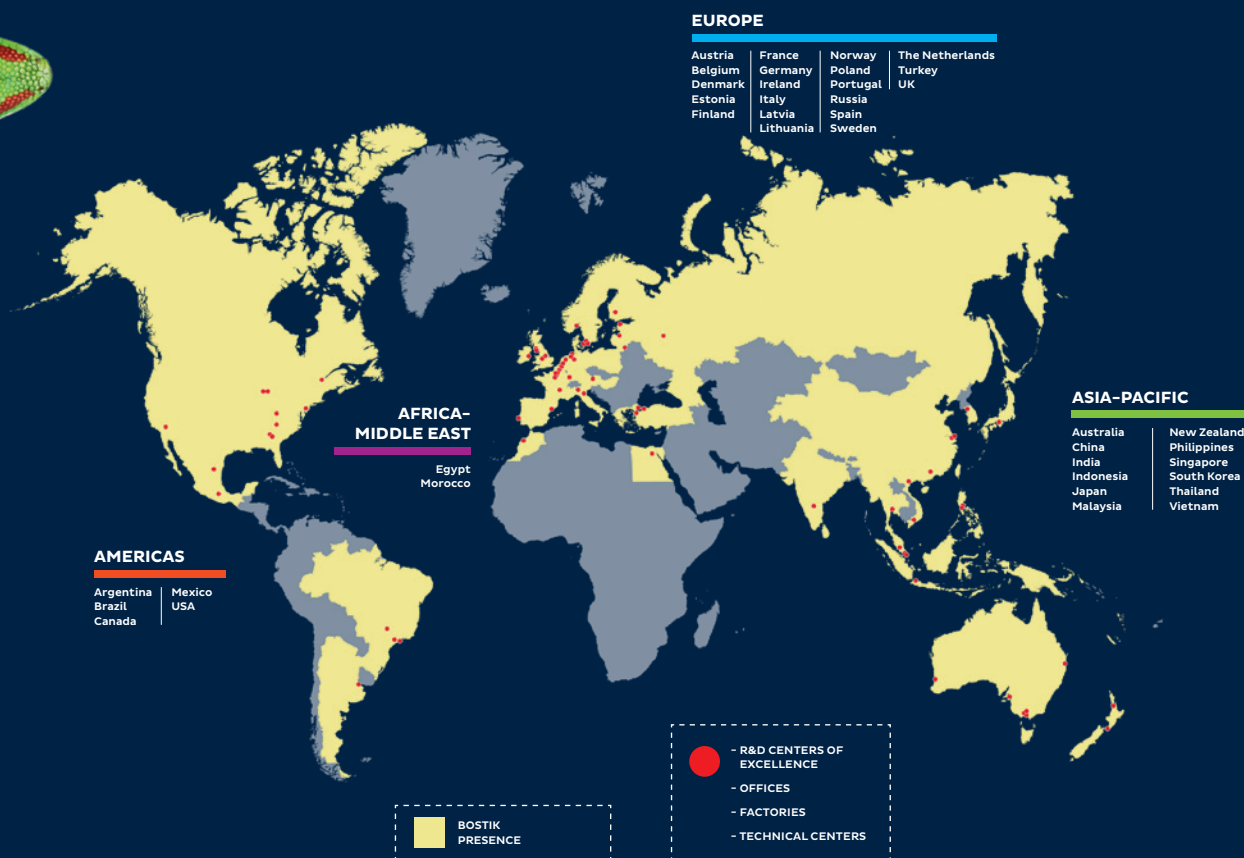 EUROPE
Austria
Belgium
Denmark
Estonia
Finland
France
Germany
Ireland
Italy
Latvia
Lithuania
Norway
Poland
Portugal
Russia
Spain
Sweden
The Netherlands
Turkey
UK
AFRICA–
MIDDLE EAST
Egypt
Morocco
ASIA–PACIFIC
Australia
China
India
Indonesia
Japan
Malaysia
New Zealand
Philippines
Singapore
South Korea
Thailand
Vietnam
AMERICAS
Argentina
Brazil
Canada
Mexico
USA
- R&D CENTERS OF
EXCELLENCE
- OFFICES
- FACTORIES
- TECHNICAL CENTERS
BOSTIK
PRESENCE